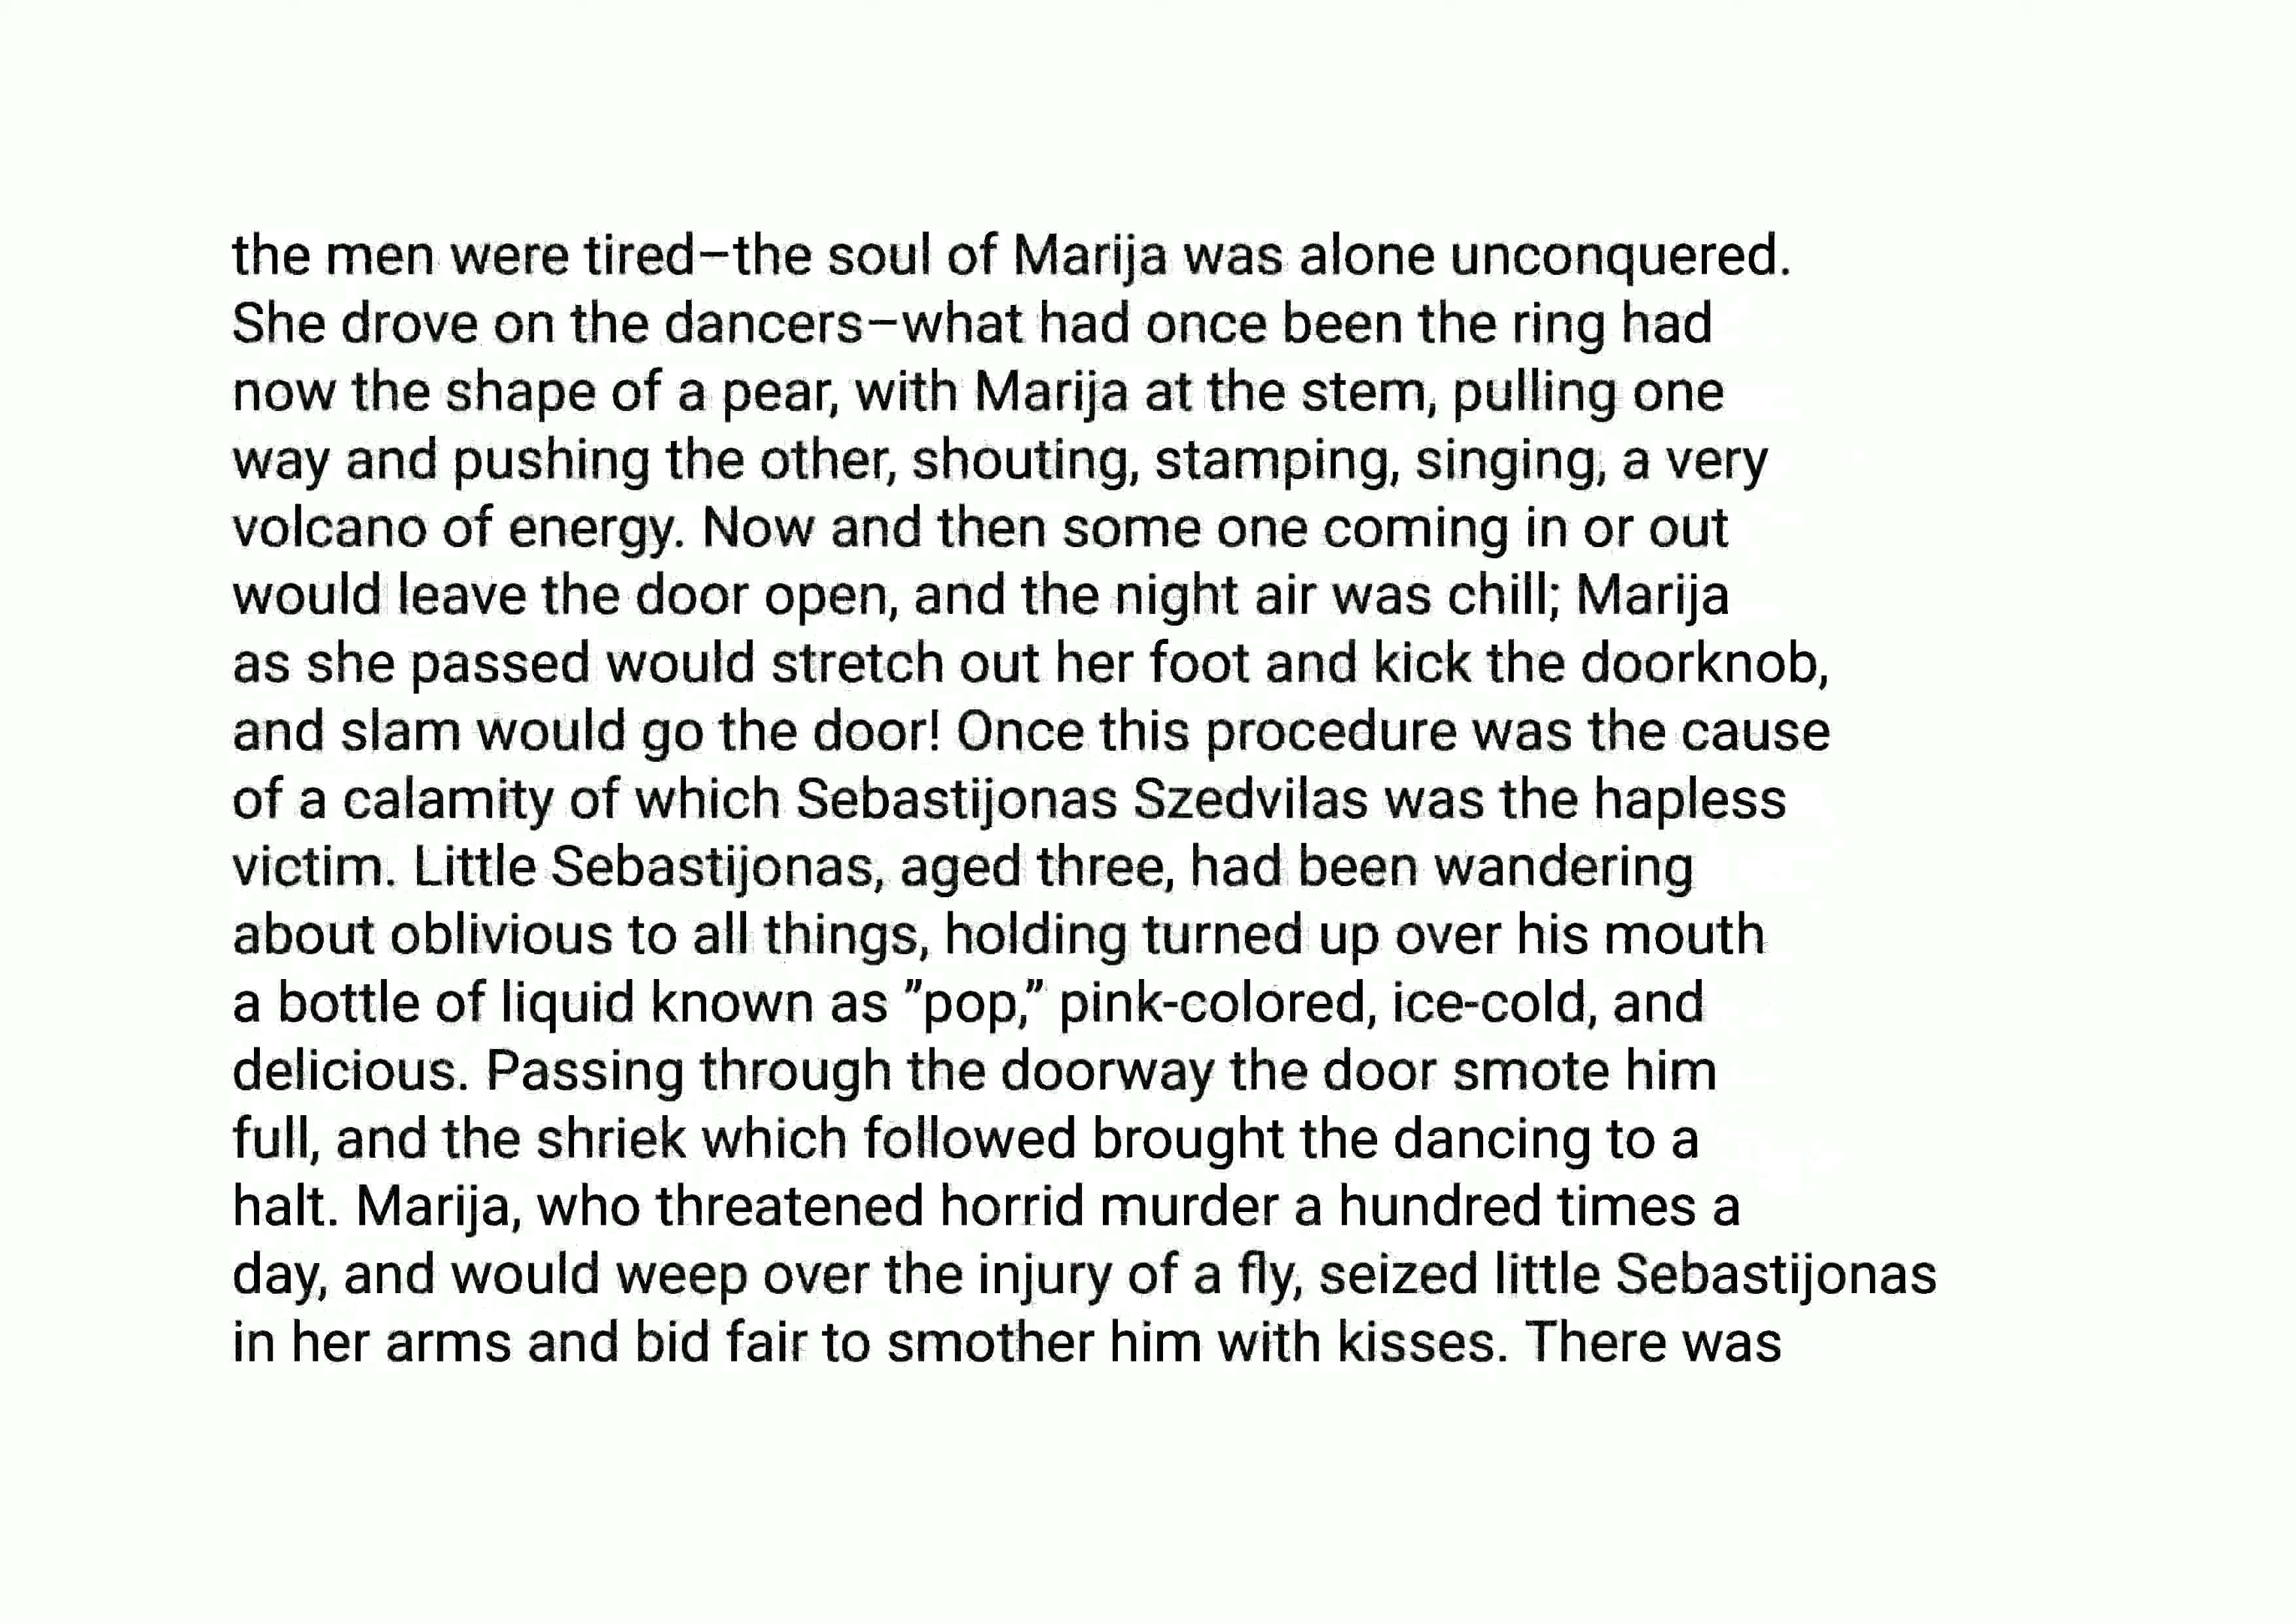 the men were tired–the soul of Marija was alone unconquered.
She drove on the dancers–what had once been the ring had
now the shape of a pear, with Marija at the stem, pulling one
way and pushing the other, shouting, stamping, singing, a very
volcano of energy. Now and then some one coming in or out
would leave the door open, and the night air was chill; Marija
as she passed would stretch out her foot and kick the doorknob,
and slam would go the door! Once this procedure was the cause
of a calamity of which Sebastijonas Szedvilas was the hapless
victim. Little Sebastijonas, aged three, had been wandering
about oblivious to all things, holding turned up over his mouth
a bottle of liquid known as ”pop,” pink-colored, ice-cold, and
delicious. Passing through the doorway the door smote him
full, and the shriek which followed brought the dancing to a
halt. Marija, who threatened horrid murder a hundred times a
day, and would weep over the injury of a fly, seized little Sebastijonas
in her arms and bid fair to smother him with kisses. There was